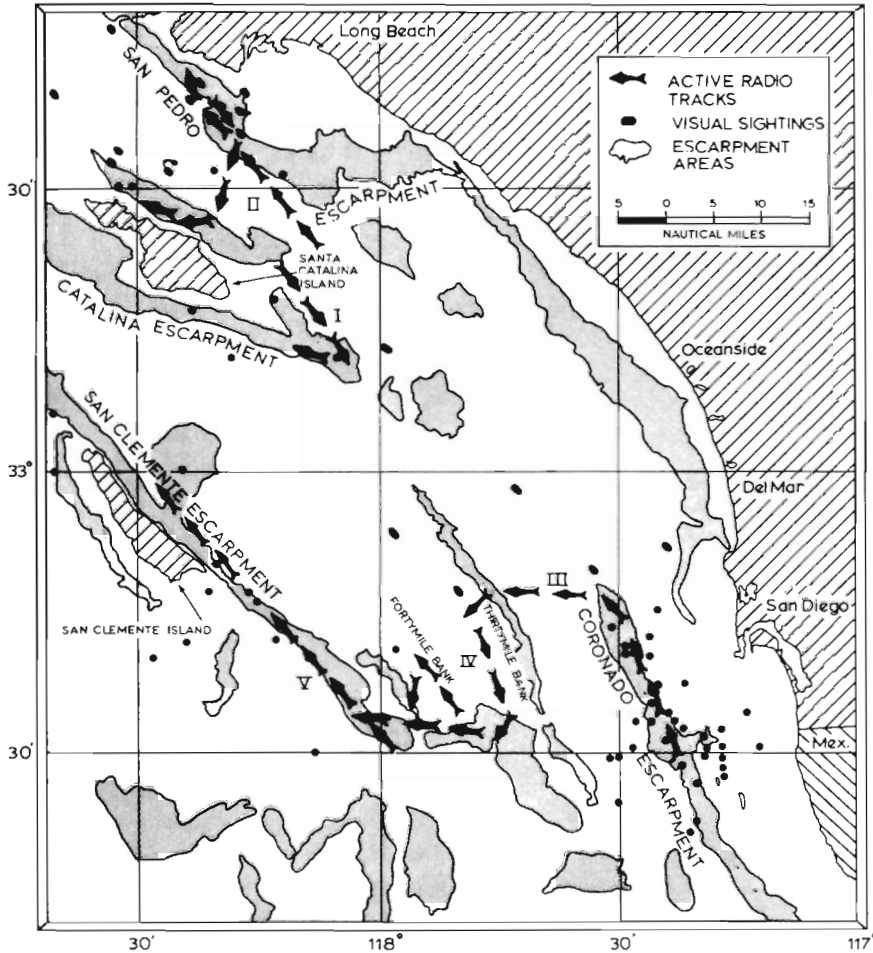 Long Beach
SAN PEDRO
ESCARPMENT
ACTIVE RADIO
TRACKS
VISUAL SIGHTINGS
ESCARPMENT
AREAS
5 0 5 10 15
NAUTICAL MILES
30'
II
SANTA
CATALINA
ISLAND
I
CATALINA ESCARPMENT
Oceanside
SAN CLEMENTE ESCARPMENT
33°
Del Mar
III
San Diego
SAN CLEMENTE ISLAND
FORTYMILE BANK
THIRTYMILE BANK
IV
CORONADO
ESCARPMENT
V
Mex.
30'
30' 118° 30' 117°